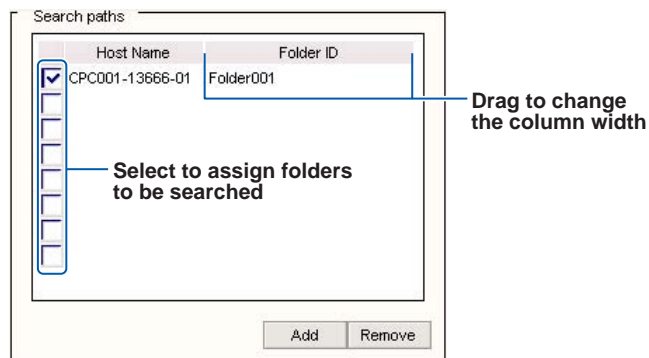 Search paths
Host Name Folder ID
CPC001-13666-01 Folder001
Drag to change
the column width
Select to assign folders
to be searched
Add Remove